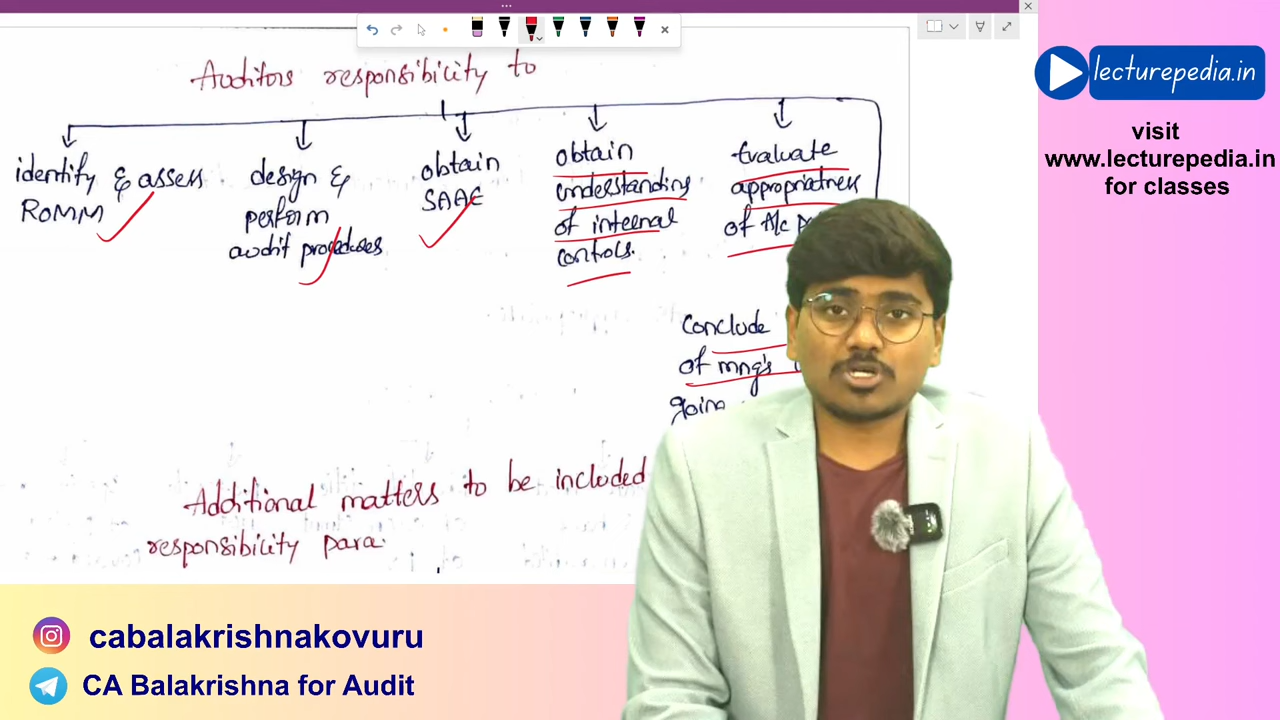 Auditors responsibility to
identify & assess
ROMM
design &
perform
audit procedures
obtain
SAAE
obtain
understanding
of internal
controls.
Evaluate
appropriatness
of A/c
Conclude
of mng's
going
Additional matters to be included
responsibility para
lecturepedia.in
visit
www.lecturepedia.in
for classes
cabalakrishnakovuru
CA Balakrishna for Audit